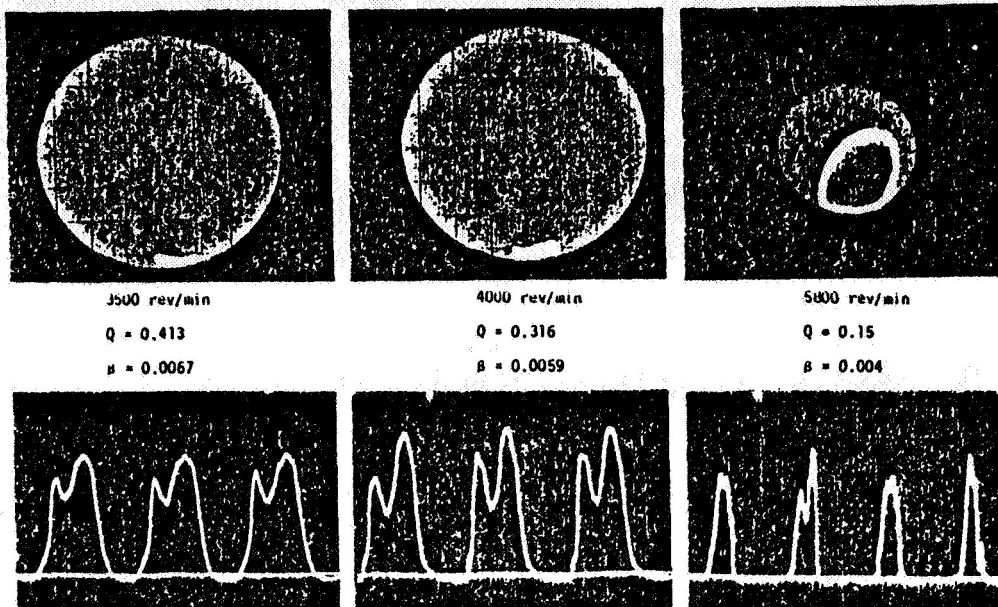 3500 rev/min
Q = 0.413
β = 0.0067
4000 rev/min
Q = 0.316
β = 0.0059
5800 rev/min
Q = 0.15
β = 0.004